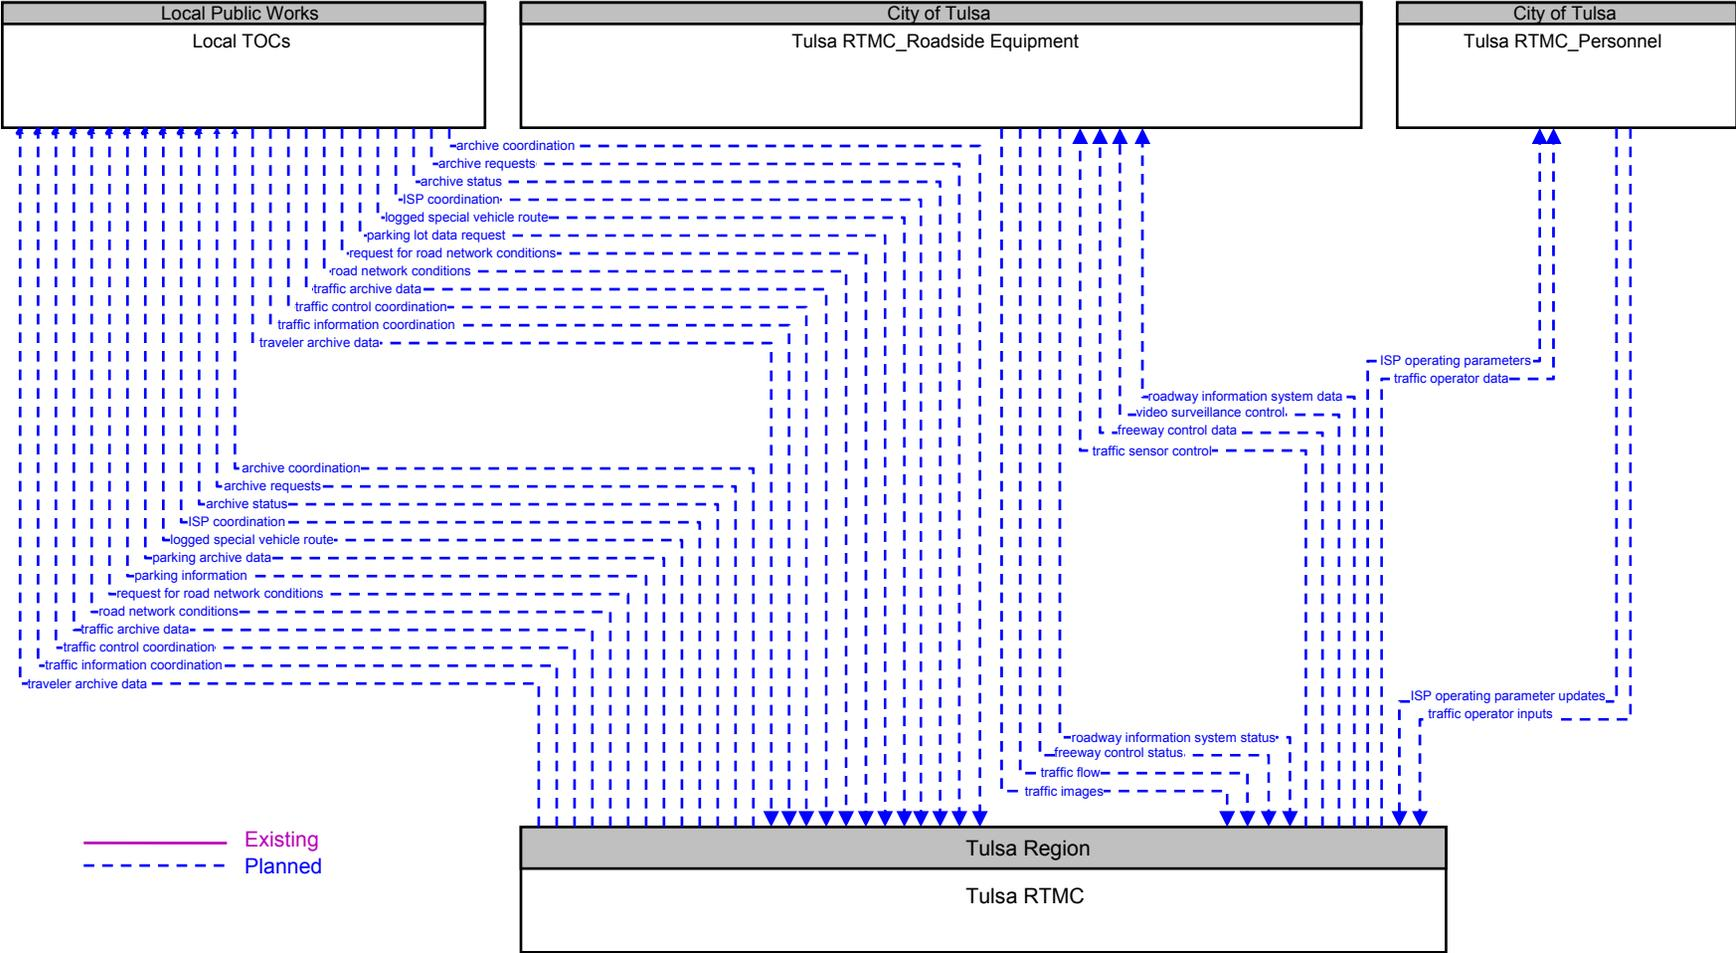 Local Public Works
Local TOCs
City of Tulsa
Tulsa RTMC_Roadside Equipment
City of Tulsa
Tulsa RTMC_Personnel
archive coordination
archive requests
archive status
ISP coordination
logged special vehicle route
parking lot data request
request for road network conditions
road network conditions
traffic archive data
traffic control coordination
traffic information coordination
traveler archive data
ISP operating parameters
traffic operator data
roadway information system data
video surveillance control
freeway control data
traffic sensor control
archive coordination
archive requests
archive status
ISP coordination
logged special vehicle route
parking archive data
parking information
request for road network conditions
road network conditions
traffic archive data
traffic control coordination
traffic information coordination
traveler archive data
ISP operating parameter updates
traffic operator inputs
roadway information system status
freeway control status
traffic flow
traffic images
Existing
Planned
Tulsa Region
Tulsa RTMC